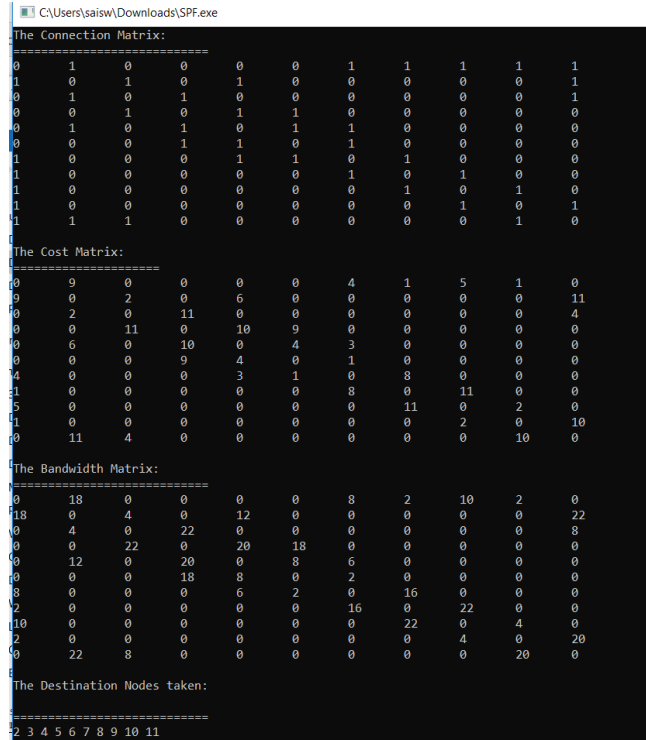 C:\Users\saisw\Downloads\SPF.exe
The Connection Matrix:
============================
0 1 0 0 0 0 1 1 1 1 1
1 0 1 0 1 0 0 0 0 0 1
0 1 0 1 0 0 0 0 0 0 1
0 0 1 0 1 1 0 0 0 0 0
0 1 0 1 0 1 1 0 0 0 0
0 0 0 1 1 0 1 0 0 0 0
1 0 0 0 1 1 0 1 0 0 0
1 0 0 0 0 0 1 0 1 0 0
1 0 0 0 0 0 0 1 0 1 0
1 0 0 0 0 0 0 0 1 0 1
1 1 1 0 0 0 0 0 0 1 0
The Cost Matrix:
=====================
0 9 0 0 0 0 4 1 5 1 0
9 0 2 0 6 0 0 0 0 0 11
0 2 0 11 0 0 0 0 0 0 4
0 0 11 0 10 9 0 0 0 0 0
0 6 0 10 0 4 3 0 0 0 0
0 0 0 9 4 0 1 0 0 0 0
4 0 0 0 3 1 0 8 0 0 0
1 0 0 0 0 0 8 0 11 0 0
5 0 0 0 0 0 0 11 0 2 0
1 0 0 0 0 0 0 0 2 0 10
0 11 4 0 0 0 0 0 0 10 0
The Bandwidth Matrix:
============================
0 18 0 0 0 0 8 2 10 2 0
18 0 4 0 12 0 0 0 0 0 22
0 4 0 22 0 0 0 0 0 0 8
0 0 22 0 20 18 0 0 0 0 0
0 12 0 20 0 8 6 0 0 0 0
0 0 0 18 8 0 2 0 0 0 0
8 0 0 0 6 2 0 16 0 0 0
2 0 0 0 0 0 16 0 22 0 0
10 0 0 0 0 0 0 22 0 4 0
2 0 0 0 0 0 0 0 4 0 20
0 22 8 0 0 0 0 0 0 20 0
The Destination Nodes taken:
============================
2 3 4 5 6 7 8 9 10 11